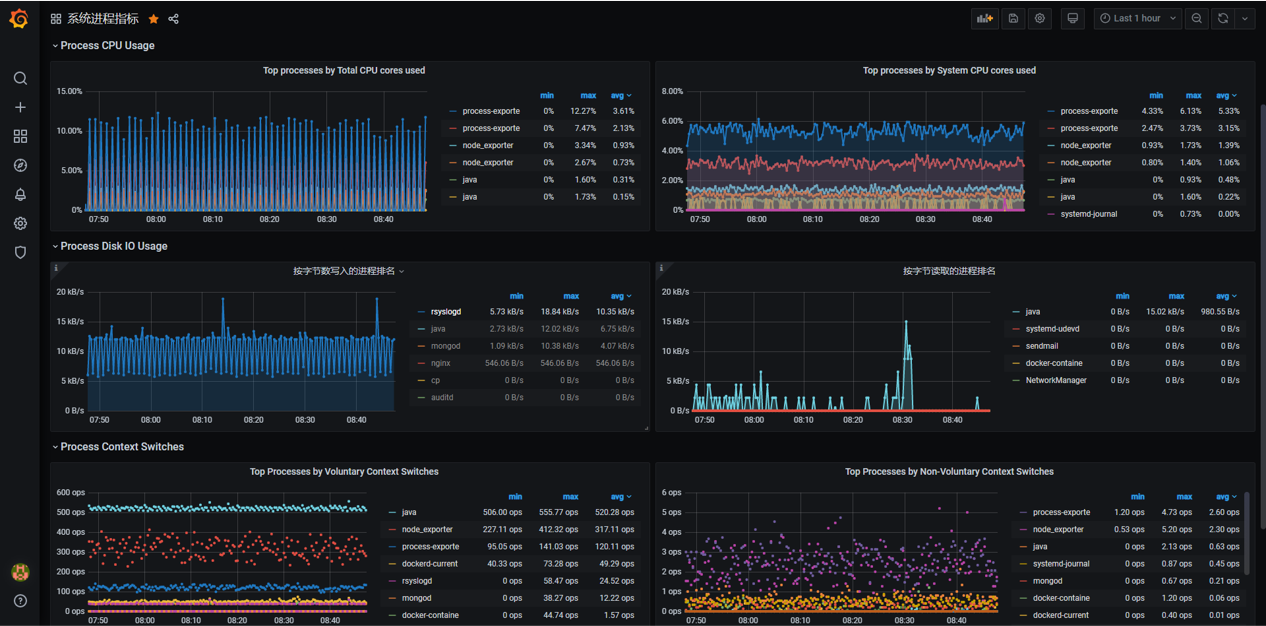 系统进程指标
Last 1 hour
Process CPU Usage
Top processes by Total CPU cores used
15.00%
10.00%
5.00%
0%
07:50 08:00 08:10 08:20 08:30 08:40
min max avg
process-exporte 0% 12.27% 3.61%
process-exporte 0% 7.47% 2.13%
node_exporter 0% 3.34% 0.93%
node_exporter 0% 2.67% 0.73%
java 0% 1.60% 0.31%
java 0% 1.73% 0.15%
Top processes by System CPU cores used
8.00%
6.00%
4.00%
2.00%
0%
07:50 08:00 08:10 08:20 08:30 08:40
min max avg
process-exporte 4.33% 6.13% 5.33%
process-exporte 2.47% 3.73% 3.15%
node_exporter 0.93% 1.73% 1.39%
node_exporter 0.80% 1.40% 1.06%
java 0% 0.93% 0.48%
java 0% 1.60% 0.22%
systemd-journal 0% 0.73% 0.00%
Process Disk IO Usage
按字节数写入的进程排名
20 kB/s
15 kB/s
10 kB/s
5 kB/s
0 B/s
07:50 08:00 08:10 08:20 08:30 08:40
min max avg
rsyslogd 5.73 kB/s 18.84 kB/s 10.35 kB/s
java 2.73 kB/s 12.02 kB/s 6.75 kB/s
mongod 1.09 kB/s 10.38 kB/s 4.07 kB/s
nginx 546.06 B/s 546.06 B/s 546.06 B/s
cp 0 B/s 0 B/s 0 B/s
auditd 0 B/s 0 B/s 0 B/s
按字节读取的进程排名
20 kB/s
15 kB/s
10 kB/s
5 kB/s
0 B/s
07:50 08:00 08:10 08:20 08:30 08:40
min max avg
java 0 B/s 15.02 kB/s 980.55 B/s
systemd-udevd 0 B/s 0 B/s 0 B/s
sendmail 0 B/s 0 B/s 0 B/s
docker-containe 0 B/s 0 B/s 0 B/s
NetworkManager 0 B/s 0 B/s 0 B/s
Process Context Switches
Top Processes by Voluntary Context Switches
600 ops
500 ops
400 ops
300 ops
200 ops
100 ops
0 ops
07:50 08:00 08:10 08:20 08:30 08:40
min max avg
java 506.00 ops 555.77 ops 520.28 ops
node_exporter 227.11 ops 412.32 ops 317.11 ops
process-exporte 95.05 ops 141.03 ops 120.11 ops
dockerd-current 40.33 ops 73.28 ops 49.29 ops
rsyslogd 0 ops 58.47 ops 24.52 ops
mongod 0 ops 38.27 ops 12.22 ops
docker-containe 0 ops 44.74 ops 1.57 ops
Top Processes by Non-Voluntary Context Switches
6 ops
5 ops
4 ops
3 ops
2 ops
1 ops
0 ops
07:50 08:00 08:10 08:20 08:30 08:40
min max avg
process-exporte 1.20 ops 4.73 ops 2.60 ops
node_exporter 0.53 ops 5.20 ops 2.30 ops
java 0 ops 2.13 ops 0.63 ops
systemd-journal 0 ops 0.87 ops 0.45 ops
mongod 0 ops 0.67 ops 0.21 ops
docker-containe 0 ops 1.20 ops 0.06 ops
dockerd-current 0 ops 0.40 ops 0.01 ops